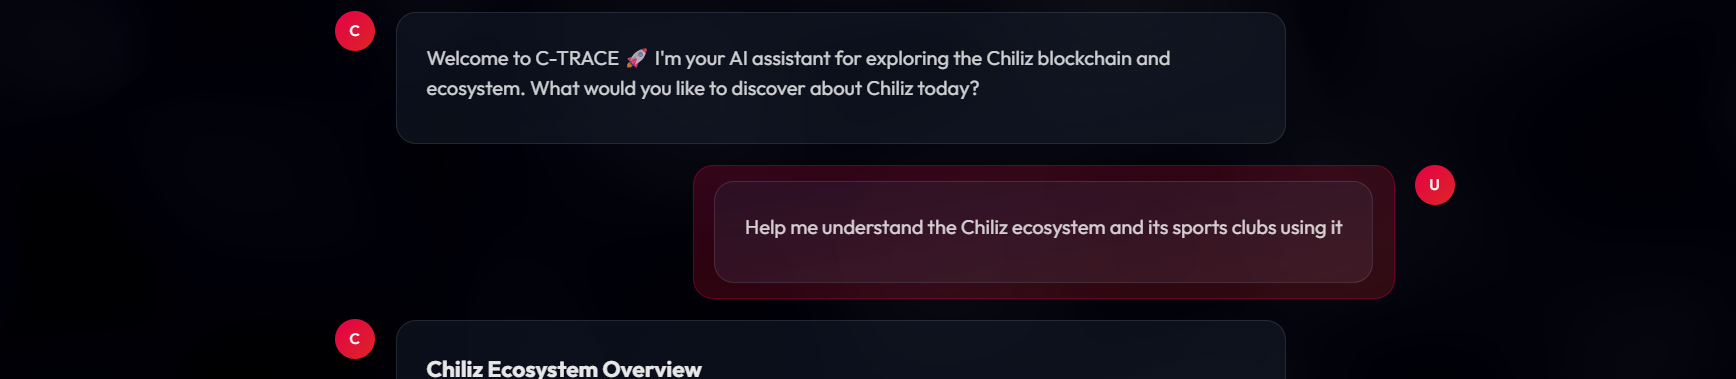 C
Welcome to C-TRACE 🚀 I'm your AI assistant for exploring the Chiliz blockchain and
ecosystem. What would you like to discover about Chiliz today?
U
Help me understand the Chiliz ecosystem and its sports clubs using it
C
Chiliz Ecosystem Overview